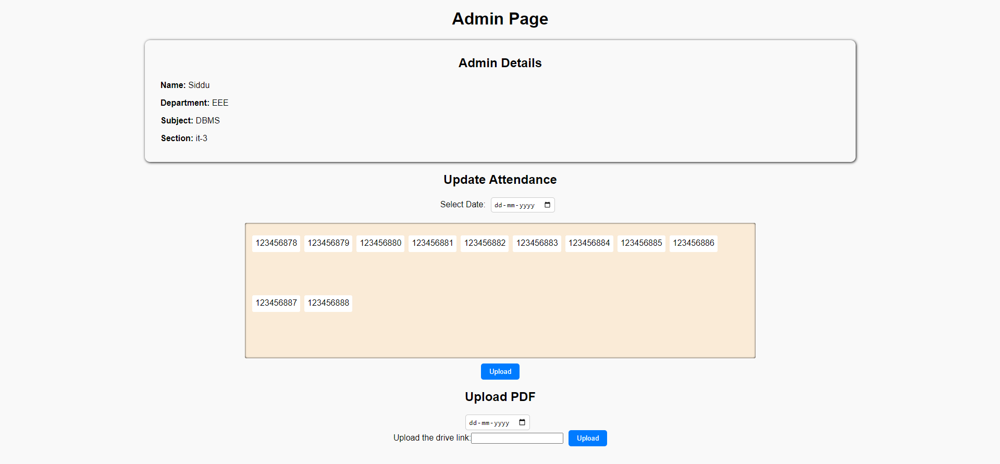 Admin Page
Admin Details
Name: Siddu
Department: EEE
Subject: DBMS
Section: it-3
Update Attendance
Select Date: dd-mm-yyyy
123456878 123456879 123456880 123456881 123456882 123456883 123456884 123456885 123456886
123456887 123456888
Upload
Upload PDF
dd-mm-yyyy
Upload the drive link: Upload